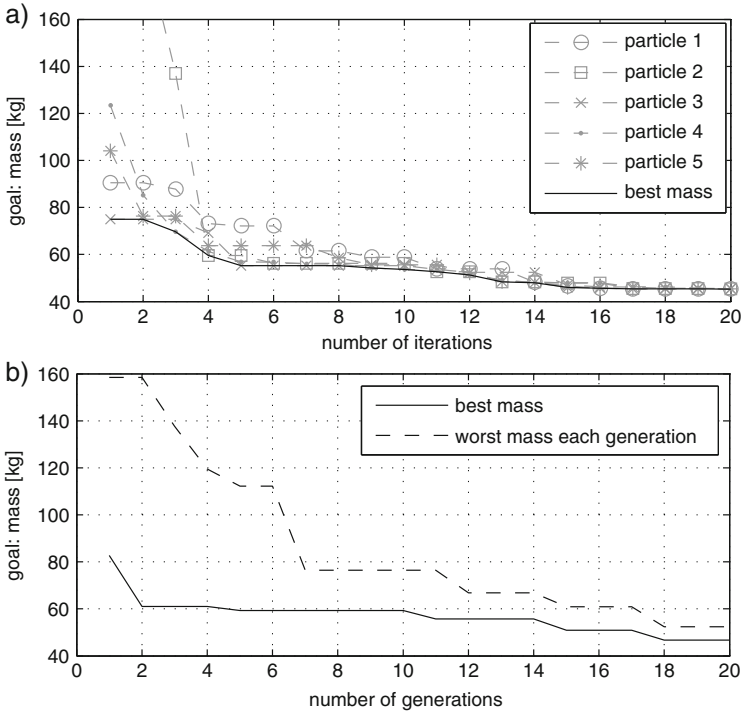 a)
160
140
120
100
80
60
40
goal: mass [kg]
particle 1
particle 2
particle 3
particle 4
particle 5
best mass
0 2 4 6 8 10 12 14 16 18 20
number of iterations
b)
160
140
120
100
80
60
40
goal: mass [kg]
best mass
worst mass each generation
0 2 4 6 8 10 12 14 16 18 20
number of generations